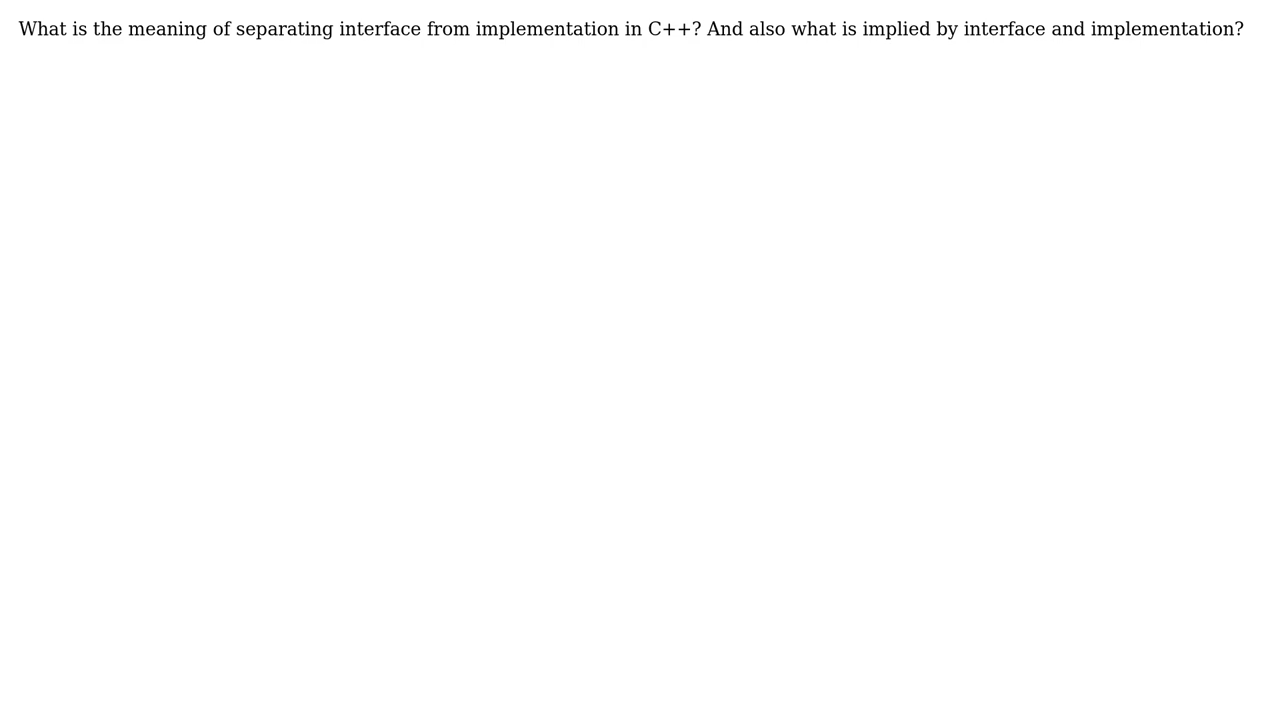 What is the meaning of separating interface from implementation in C++? And also what is implied by interface and implementation?